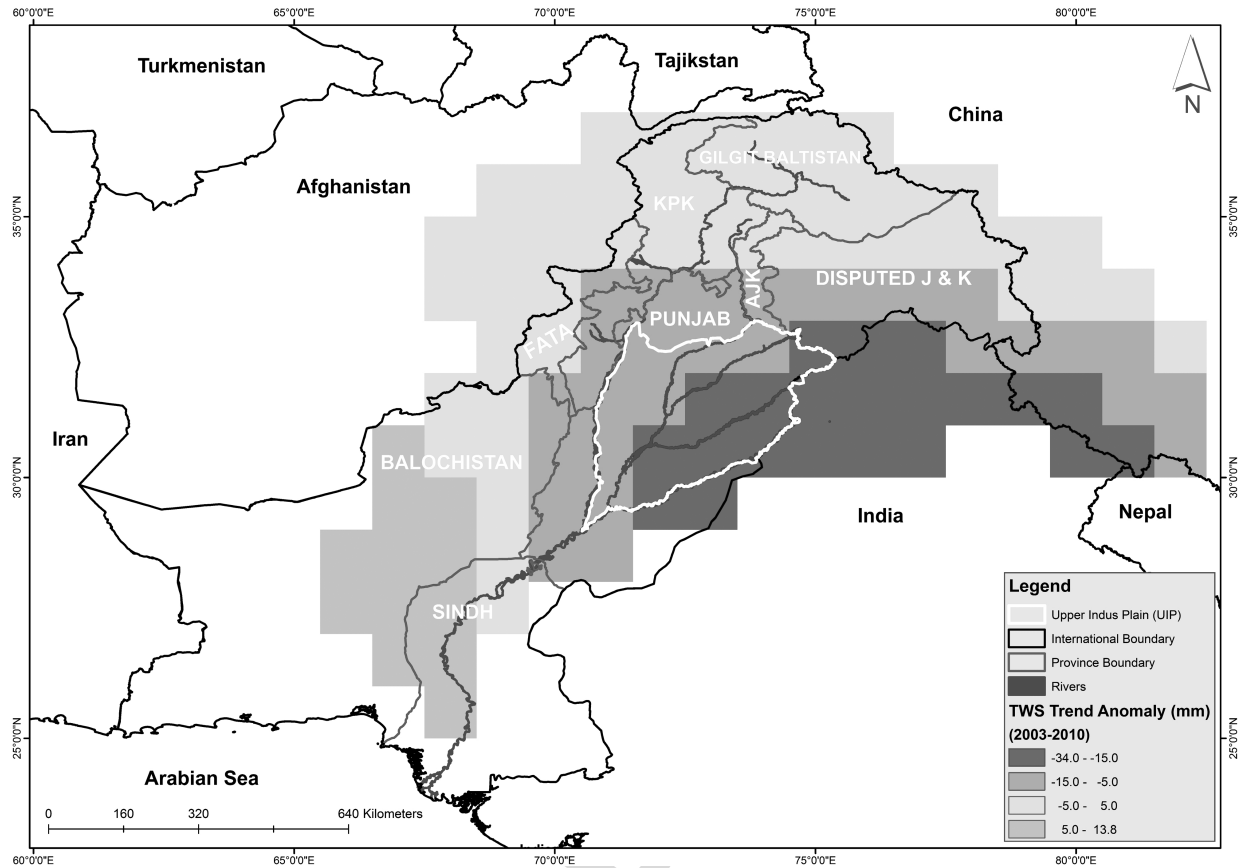 60°0'0"E 65°0'0"E 70°0'0"E 75°0'0"E 80°0'0"E
Turkmenistan
Tajikstan
China
N
Afghanistan
GILGIT BALTISTAN
KPK
35°0'0"N 35°0'0"N
DISPUTED J & K
AJK
PUNJAB
FATA
Iran
BALOCHISTAN
30°0'0"N 30°0'0"N
India
Nepal
SINDH
Legend
Upper Indus Plain (UIP)
International Boundary
Province Boundary
Rivers
TWS Trend Anomaly (mm)
(2003-2010)
-34.0 - -15.0
-15.0 - -5.0
-5.0 - 5.0
5.0 - 13.8
25°0'0"N 25°0'0"N
Arabian Sea
0 160 320 640 Kilometers
60°0'0"E 65°0'0"E 70°0'0"E 75°0'0"E 80°0'0"E